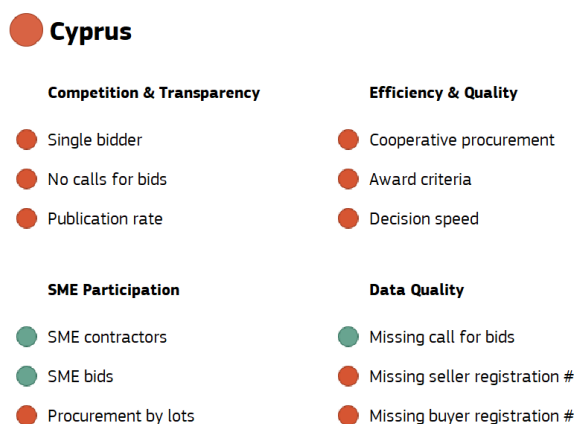 Cyprus
Competition & Transparency
Single bidder
No calls for bids
Publication rate
Efficiency & Quality
Cooperative procurement
Award criteria
Decision speed
SME Participation
SME contractors
SME bids
Procurement by lots
Data Quality
Missing call for bids
Missing seller registration #
Missing buyer registration #